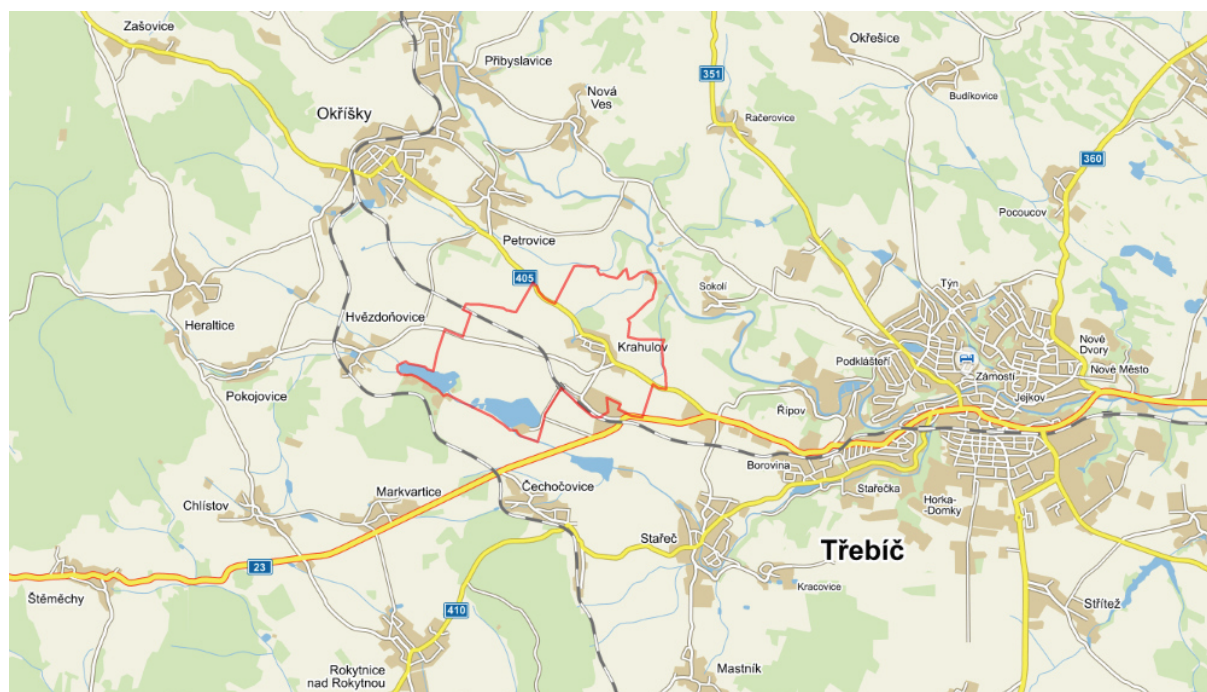 Zašovice
Přibyslavice
Okřešice
351
Budíkovice
Nová
Ves
Okříšky
Račerovice
360
Pocoucov
Petrovice
405
Sokolí
Týn
Heraltice
Hvězdoňovice
Krahulov
Podklášteří
Nové
Dvory
Zámostí
Nové Město
Pokojovice
Jejkov
Řípov
Borovina
Čechočovice
Stařečka
Markvartice
Chlístov
Horka-
-Domky
Stařeč
Třebíč
23
Kracovice
Štěměchy
410
Střítež
Rokytnice
nad Rokytnou
Mastník